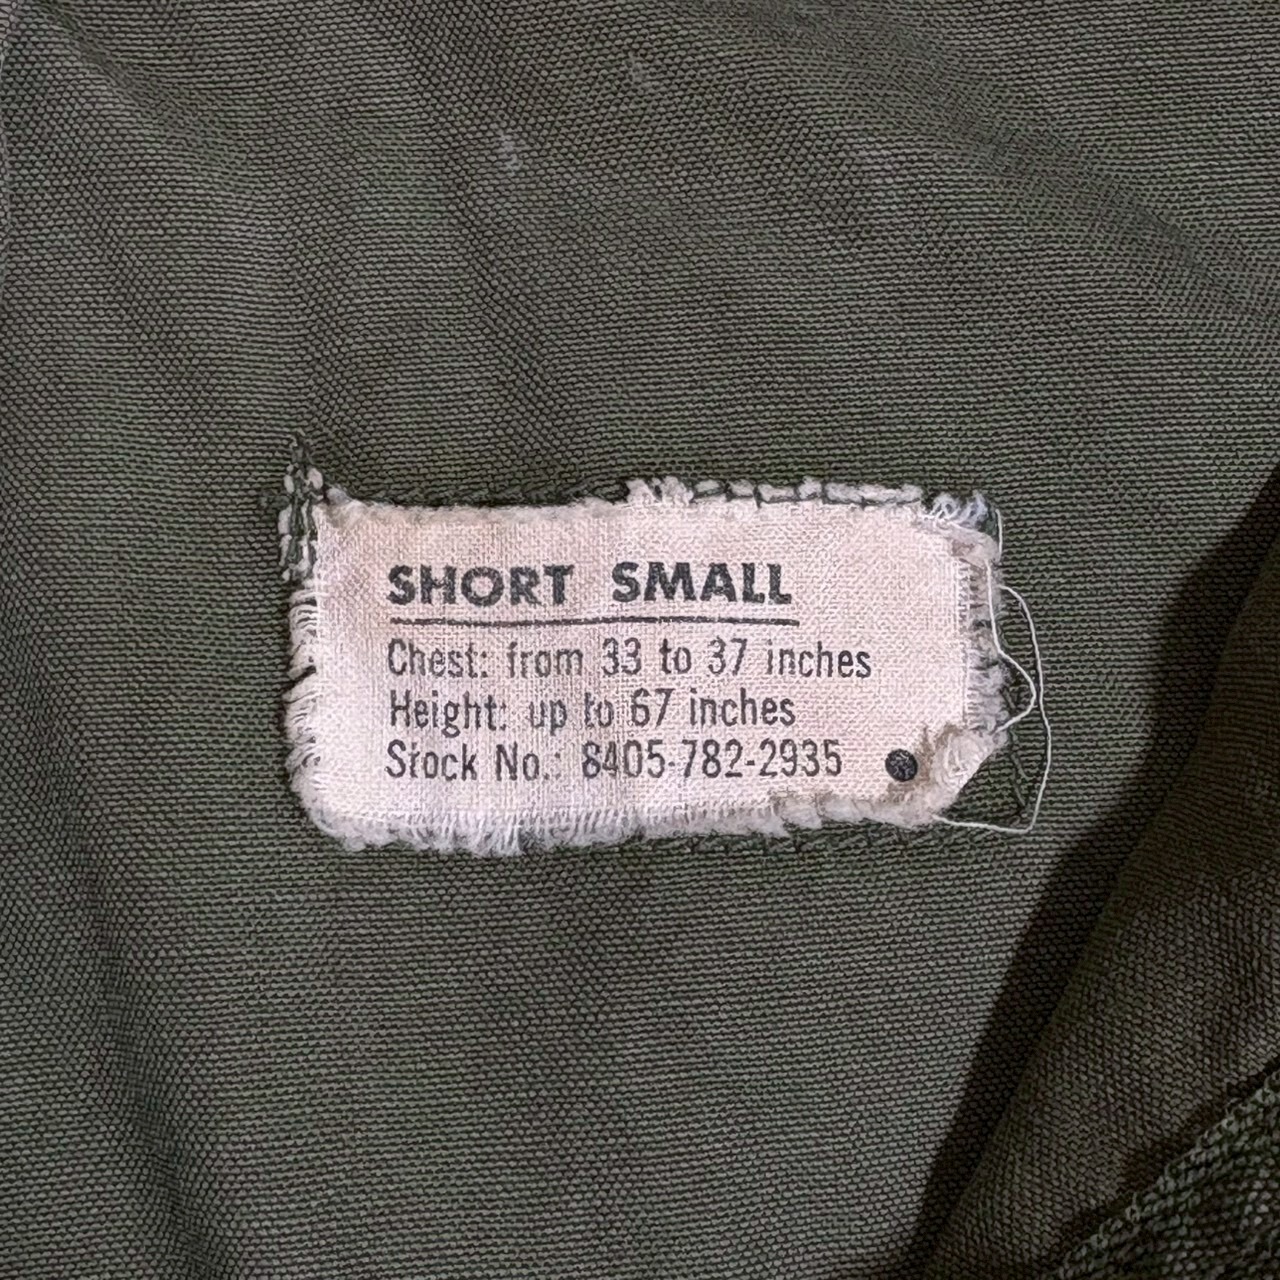 SHORT SMALL
Chest: from 33 to 37 inches
Height: up to 67 inches
Stock No.: 8405-782-2935